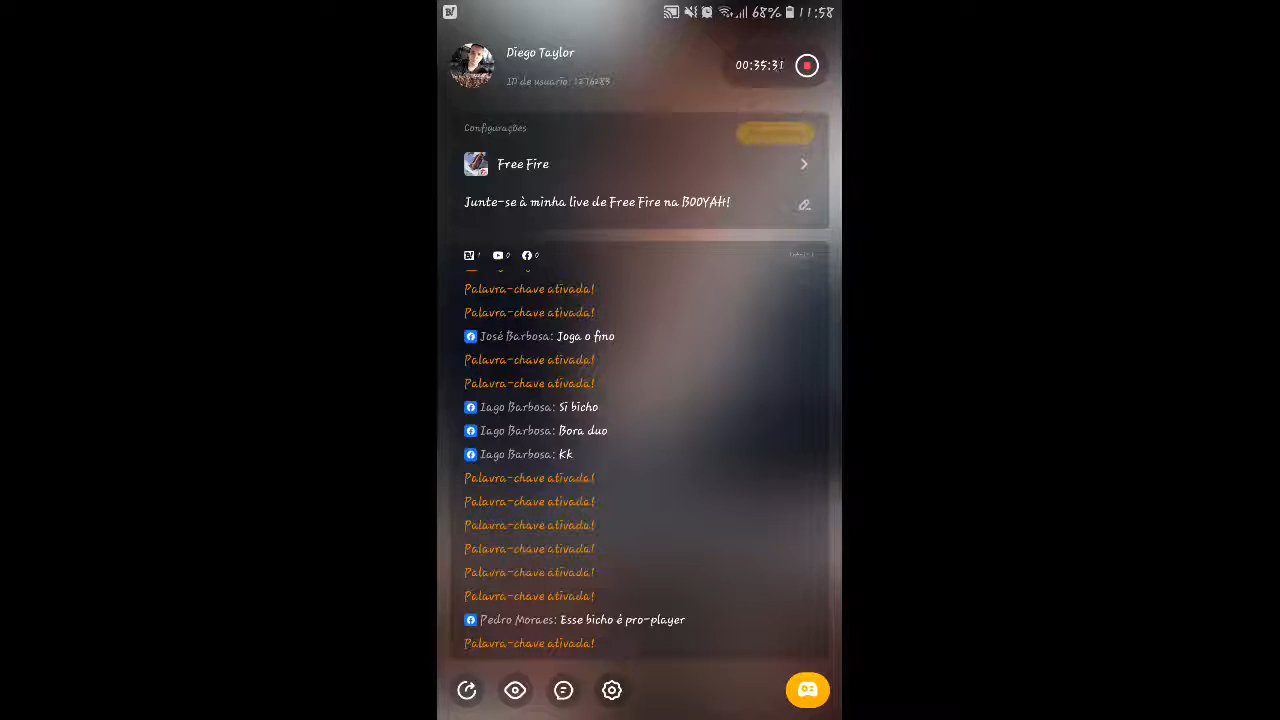 68% 11:58
Diego Taylor
ID de usuario: 1276283
00:35:31
Configurações
Free Fire
Junte-se à minha live de Free Fire na BOOYAH!
1 0 0
Palavra-chave ativada!
Palavra-chave ativada!
José Barbosa: Joga o fino
Palavra-chave ativada!
Palavra-chave ativada!
Iago Barbosa: Si bicho
Iago Barbosa: Bora duo
Iago Barbosa: Kk
Palavra-chave ativada!
Palavra-chave ativada!
Palavra-chave ativada!
Palavra-chave ativada!
Palavra-chave ativada!
Palavra-chave ativada!
Pedro Moraes: Esse bicho é pro-player
Palavra-chave ativada!